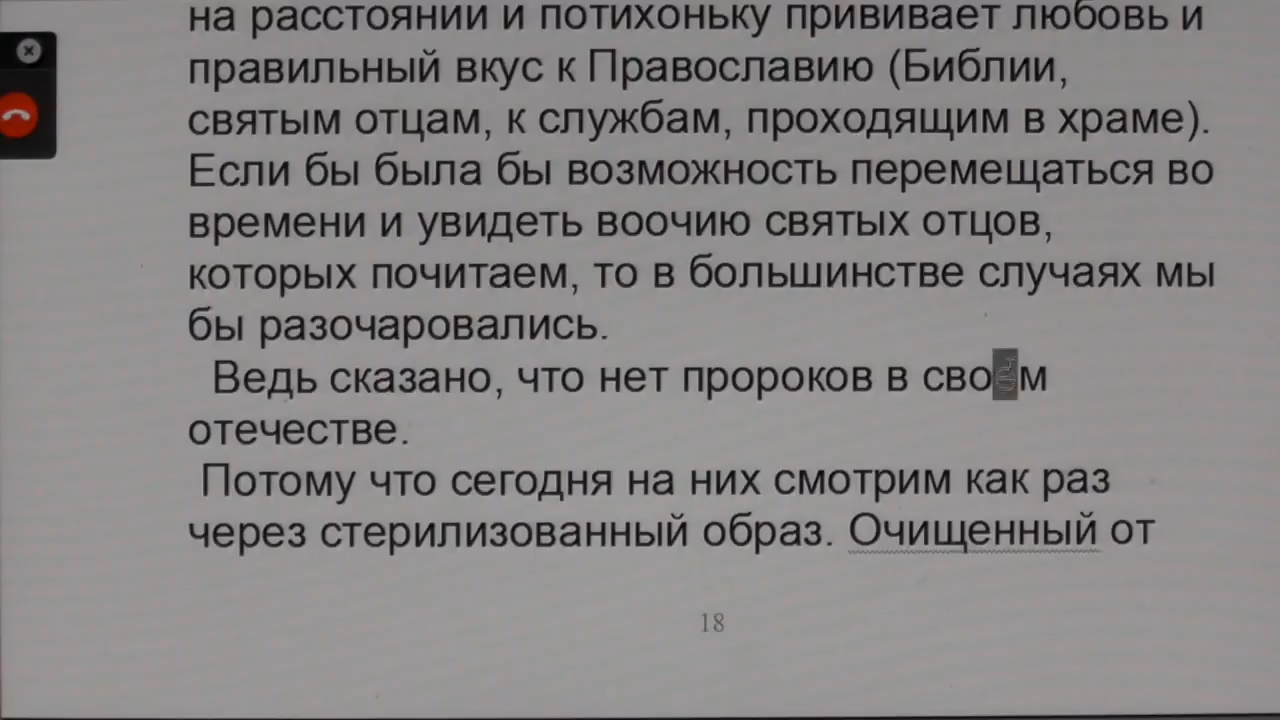 на расстоянии и потихоньку прививает любовь и
правильный вкус к Православию (Библии,
святым отцам, к службам, проходящим в храме).
Если бы была бы возможность перемещаться во
времени и увидеть воочию святых отцов,
которых почитаем, то в большинстве случаях мы
бы разочаровались.
Ведь сказано, что нет пророков в своём
отечестве.
Потому что сегодня на них смотрим как раз
через стерилизованный образ. Очищенный от
18